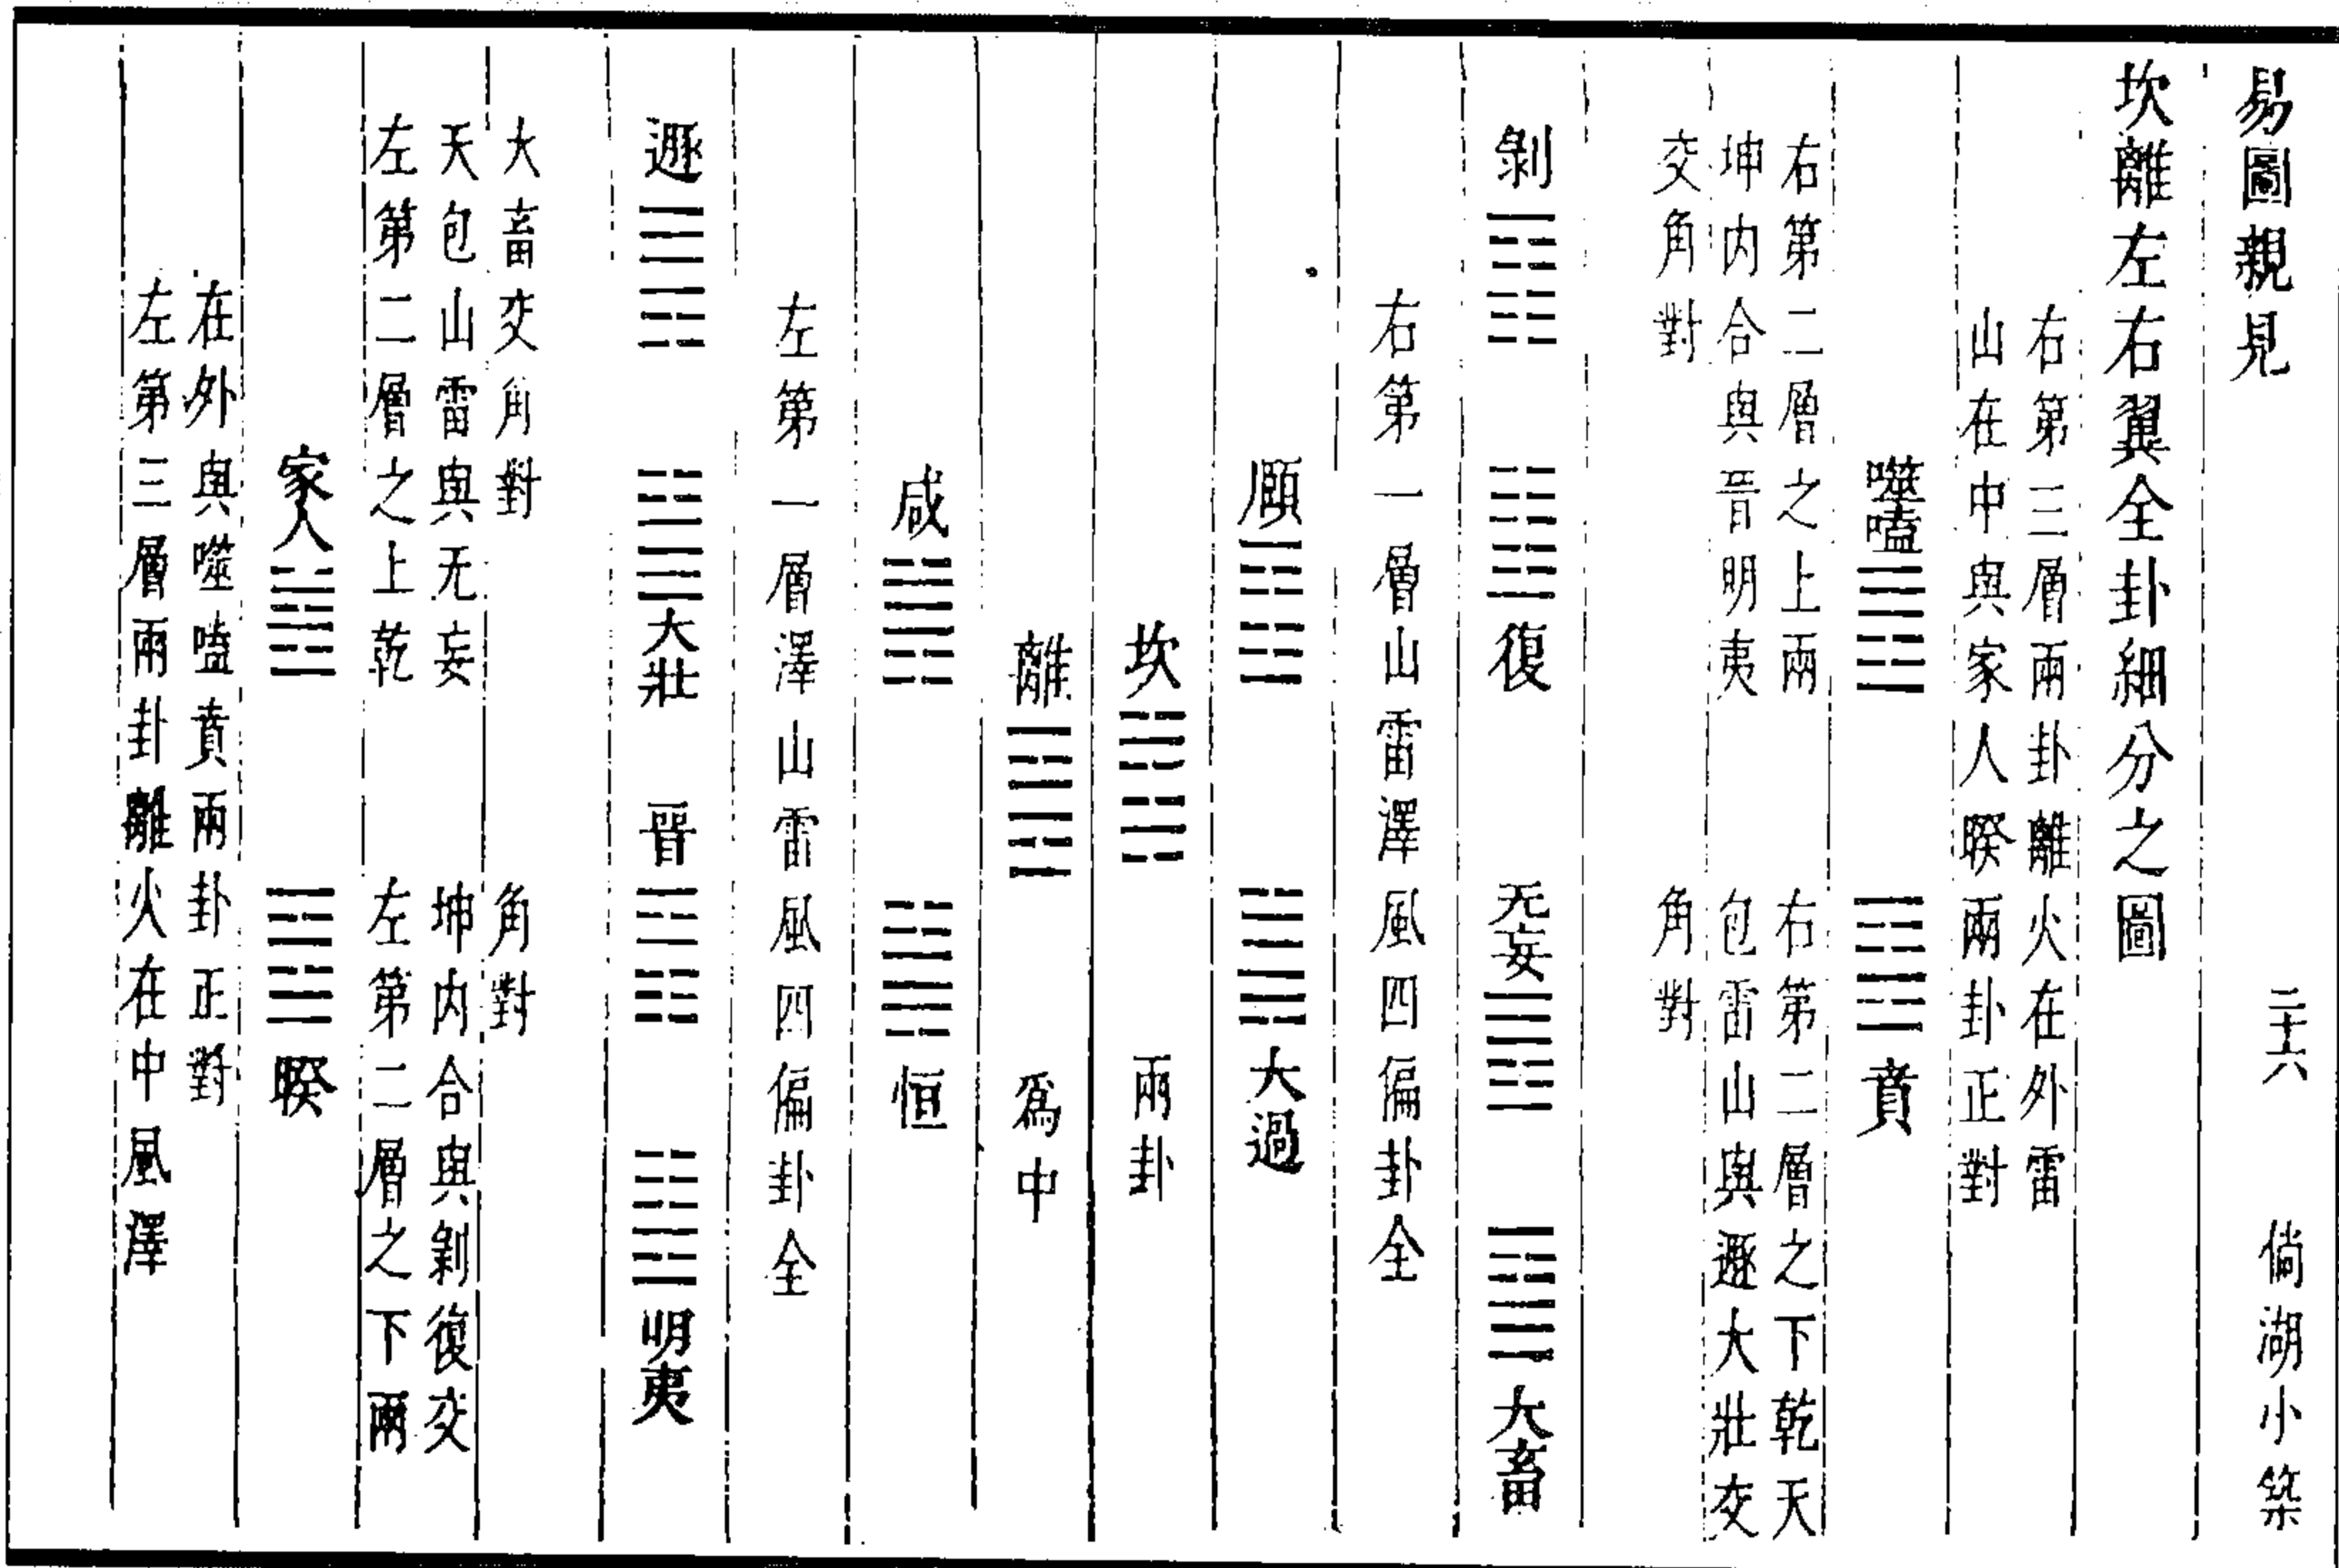 易圖親見 二十六 倘湖小築
坎離左右翼全卦細分之圖
右第三層兩卦離火在外雷
山在中與家人睽兩卦正對
噬嗑 賁
右第二層之上兩
坤内合與晉明夷
交角對
右第二層之下乾天
包雷山與遯大壯交
角對
剝 復 无妄 大畜
右第一層山雷澤風四偏卦全
頤 大過
坎 兩卦
離 爲中
咸 恒
左第一層澤山雷風四偏卦全
遯 大壯 晉 明夷
左第二層之上乾
天包山雷與无妄
大畜交角對
左第二層之下兩
坤内合與剝復交
角對
家人 睽
左第三層兩卦離火在中風澤
在外與噬嗑賁兩卦正對